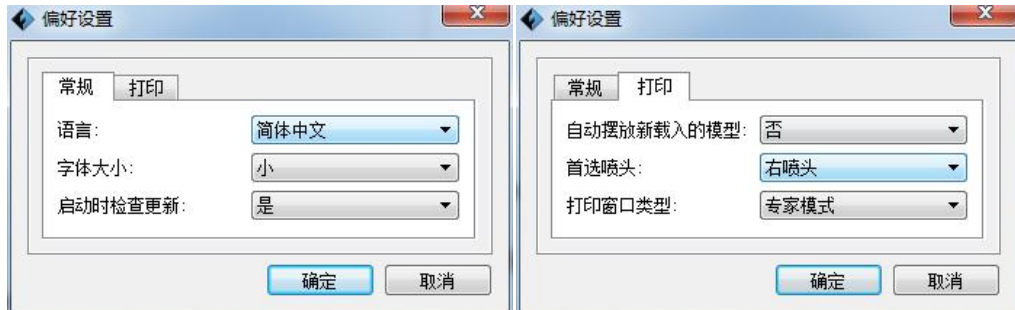 偏好设置
常规 打印
语言: 简体中文
字体大小: 小
启动时检查更新: 是
确定 取消
偏好设置
常规 打印
自动摆放新载入的模型: 否
首选喷头: 右喷头
打印窗口类型: 专家模式
确定 取消